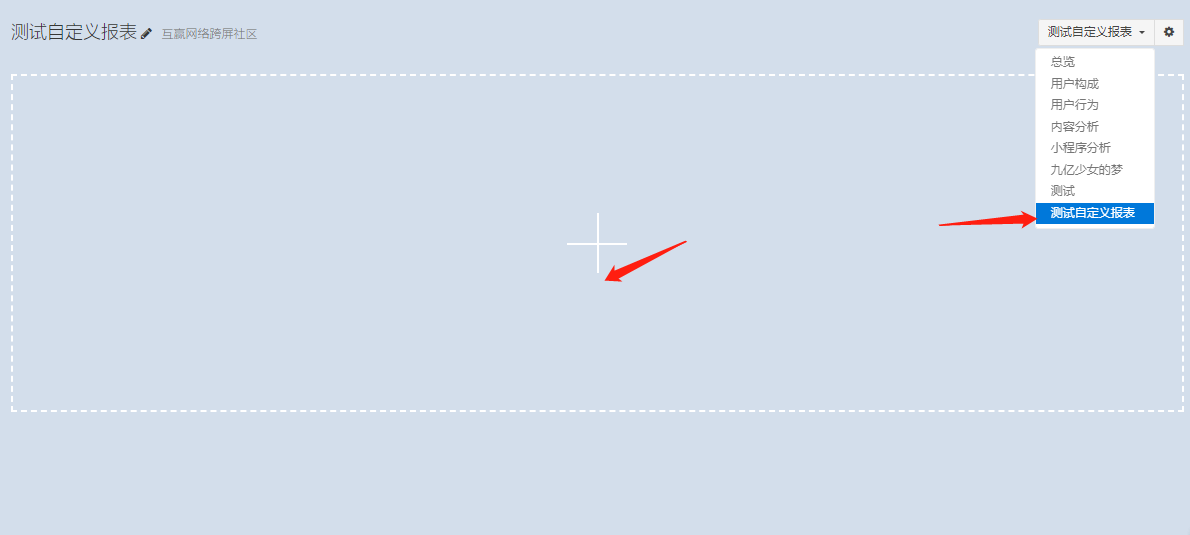 测试自定义报表 互赢网络跨屏社区
测试自定义报表
总览
用户构成
用户行为
内容分析
小程序分析
九亿少女的梦
测试
测试自定义报表